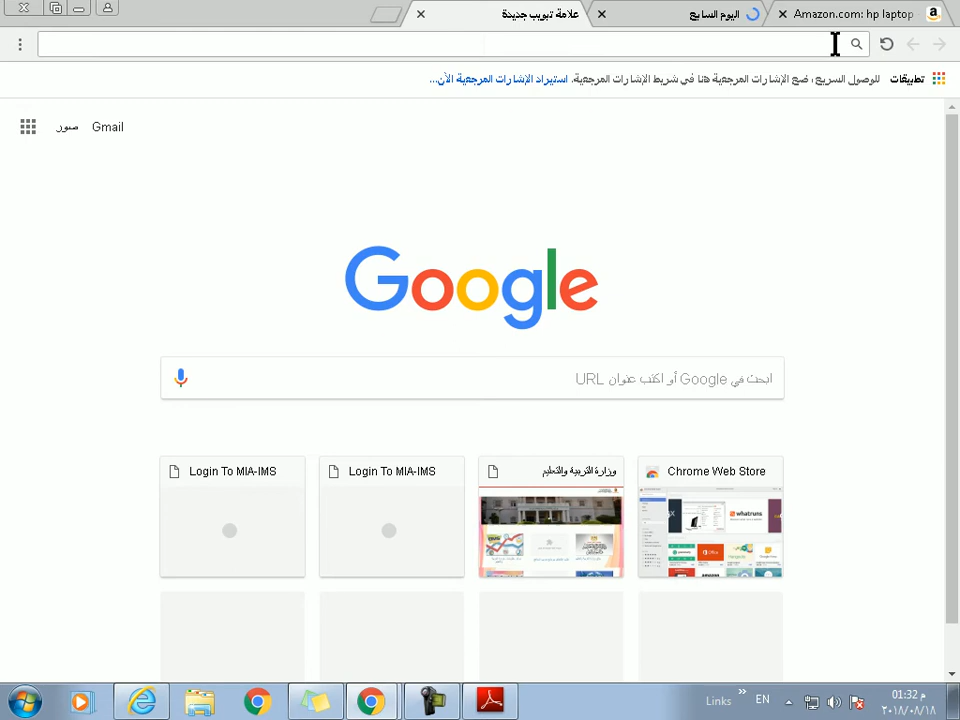 Amazon.com: hp laptop
اليوم السابع
علامة تبويب جديدة
تطبيقات
للوصول السريع، ضع الإشارات المرجعية هنا في شريط الإشارات المرجعية. استيراد الإشارات المرجعية الآن...
Gmail
صور
Google
ابحث في Google أو اكتب عنوان URL
Login To MIA-IMS
Login To MIA-IMS
وزارة التربية والتعليم
Chrome Web Store
whatruns
Office
Links
EN
01:32 م
٢٠١٨/٠٨/١٨